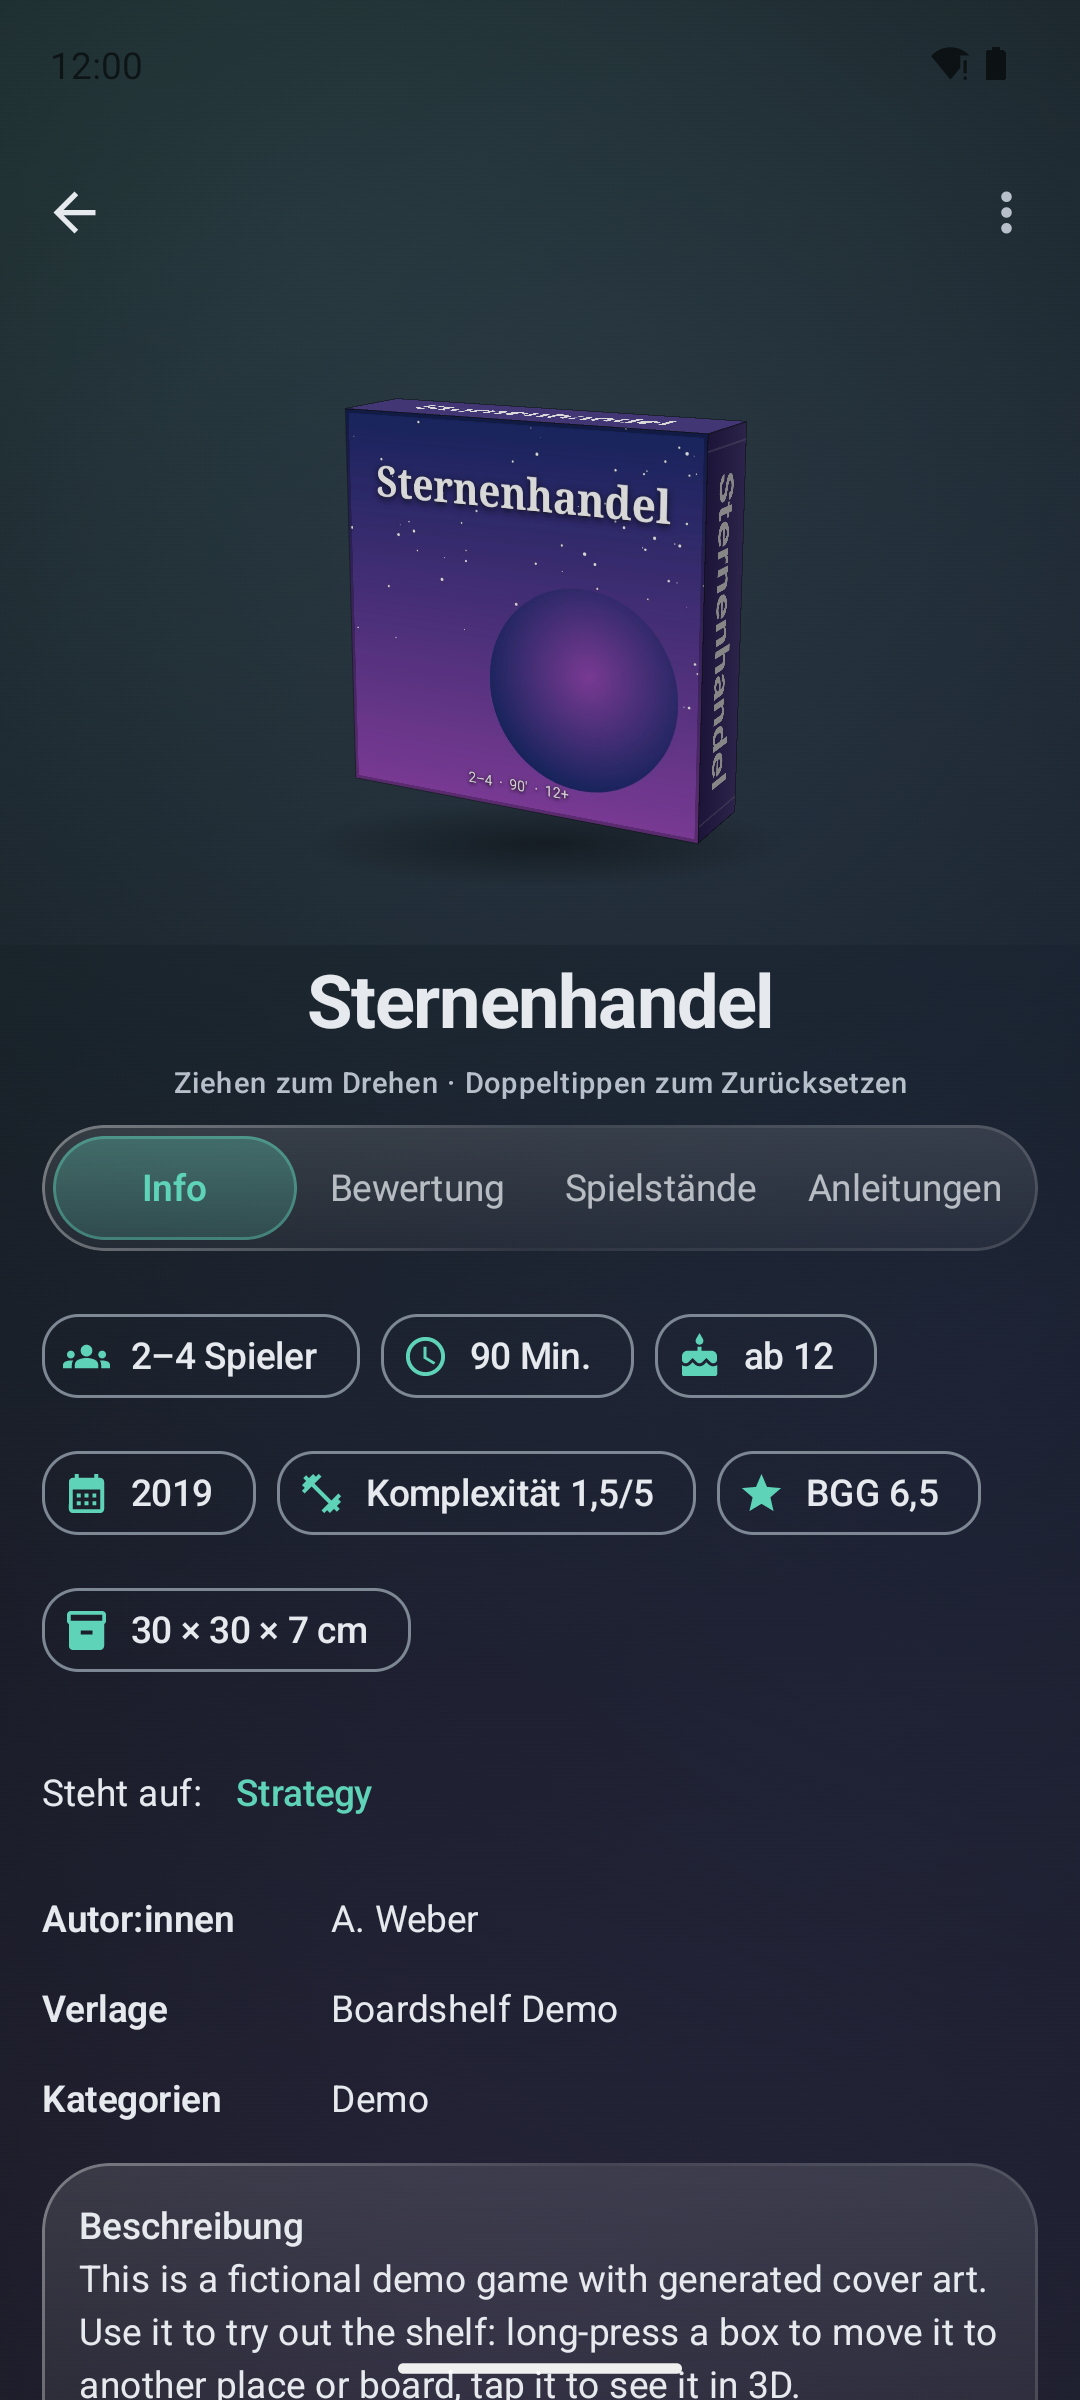 12:00
Sternenhandel
Sternenhandel
Sternenhandel
2–4 · 90' · 12+
Sternenhandel
Ziehen zum Drehen · Doppeltippen zum Zurücksetzen
Info Bewertung Spielstände Anleitungen
2–4 Spieler 90 Min. ab 12
2019 Komplexität 1,5/5 BGG 6,5
30 × 30 × 7 cm
Steht auf: Strategy
Autor:innen A. Weber
Verlage Boardshelf Demo
Kategorien Demo
Beschreibung
This is a fictional demo game with generated cover art.
Use it to try out the shelf: long-press a box to move it to
another place or board, tap it to see it in 3D.